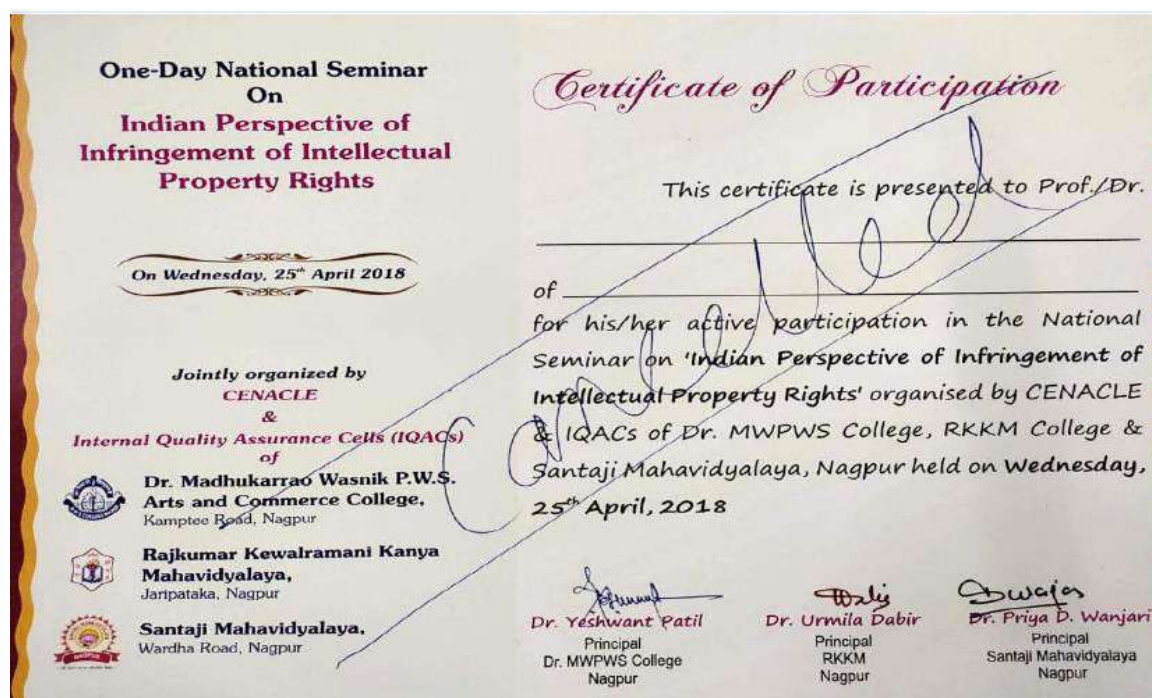 One-Day National Seminar
On
Indian Perspective of
Infringement of Intellectual
Property Rights
On Wednesday, 25th April 2018
Jointly organized by
CENACLE
&
Internal Quality Assurance Cells (IQACs)
of
Dr. Madhukarrao Wasnik P.W.S.
Arts and Commerce College,
Kamptee Road, Nagpur
Rajkumar Kewalramani Kanya
Mahavidyalaya,
Jaripataka, Nagpur
Santaji Mahavidyalaya,
Wardha Road, Nagpur
Certificate of Participation
This certificate is presented to Prof./Dr.
of
for his/her active participation in the National
Seminar on 'Indian Perspective of Infringement of
Intellectual Property Rights' organised by CENACLE
& IQACs of Dr. MWPWS College, RKKM College &
Santaji Mahavidyalaya, Nagpur held on Wednesday,
25th April, 2018
Cancelled
Dr. Yeshwant Patil
Principal
Dr. MWPWS College
Nagpur
Dr. Urmila Dabir
Principal
RKKM
Nagpur
Dr. Priya D. Wanjari
Principal
Santaji Mahavidyalaya
Nagpur